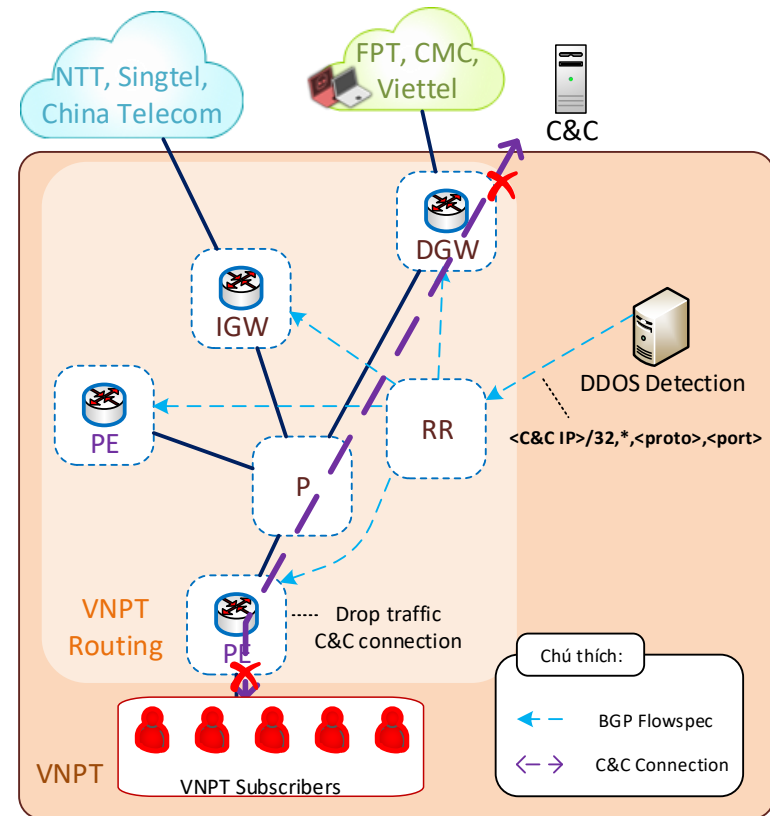 NTT, Singtel,
China Telecom
FPT, CMC,
Viettel
C&C
DGW
IGW
DDOS Detection
PE
RR
<C&C IP>/32,*,<proto>,<port>
P
VNPT
Routing
PE
Drop traffic
C&C connection
VNPT
VNPT Subscribers
Chú thích:
BGP Flowspec
C&C Connection